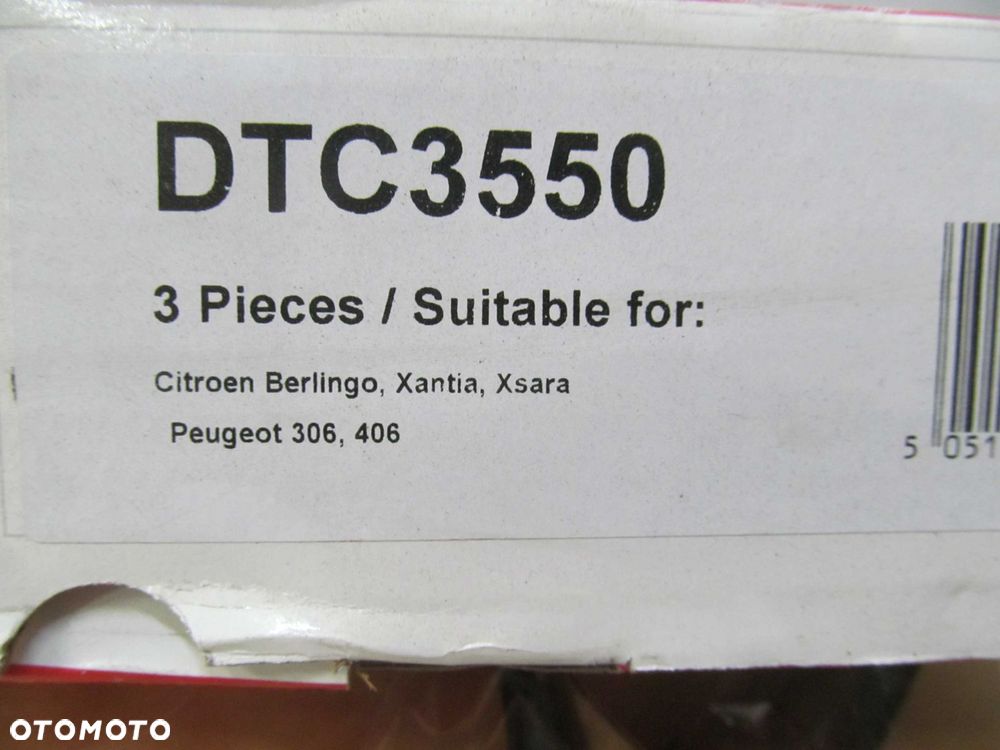 DTC3550
3 Pieces / Suitable for:
Citroen Berlingo, Xantia, Xsara
Peugeot 306, 406
5 051
OTOMOTO